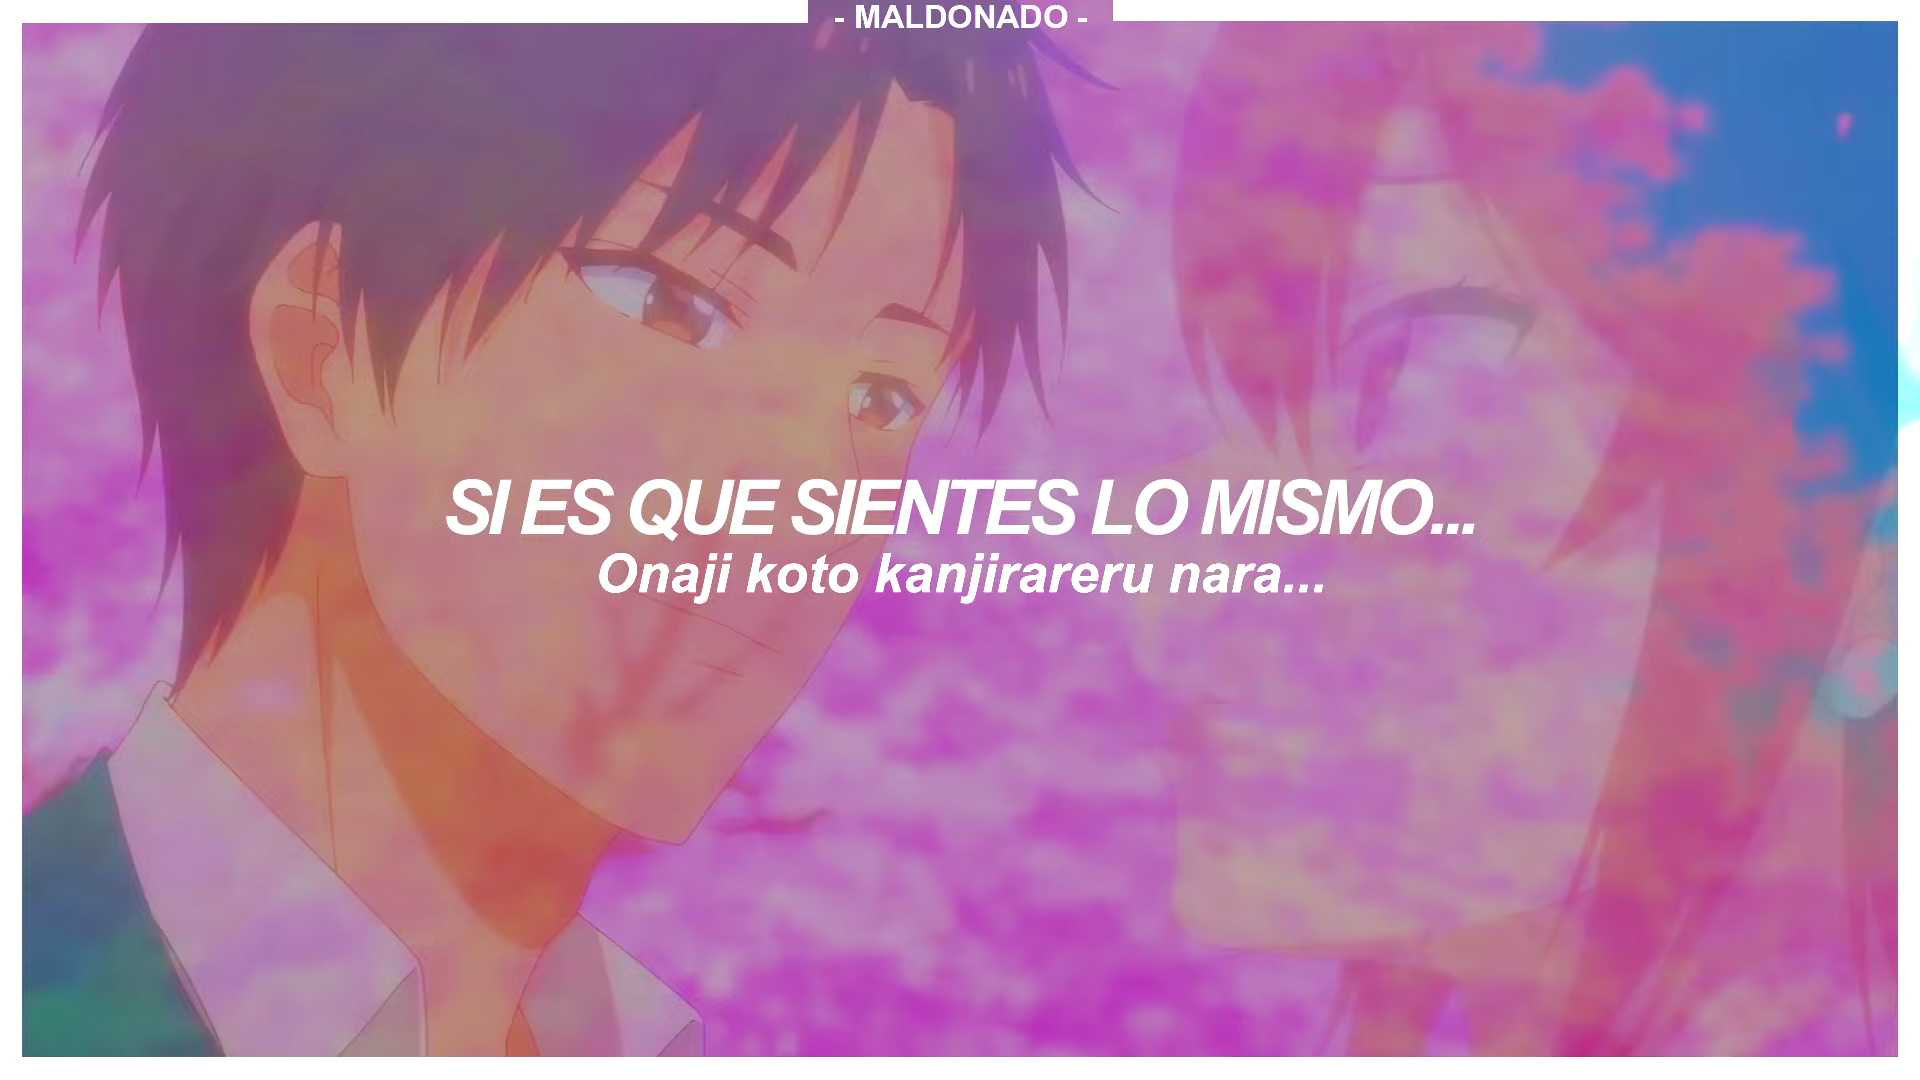 - MALDONADO -
SI ES QUE SIENTES LO MISMO...
Onaji koto kanjirareru nara...